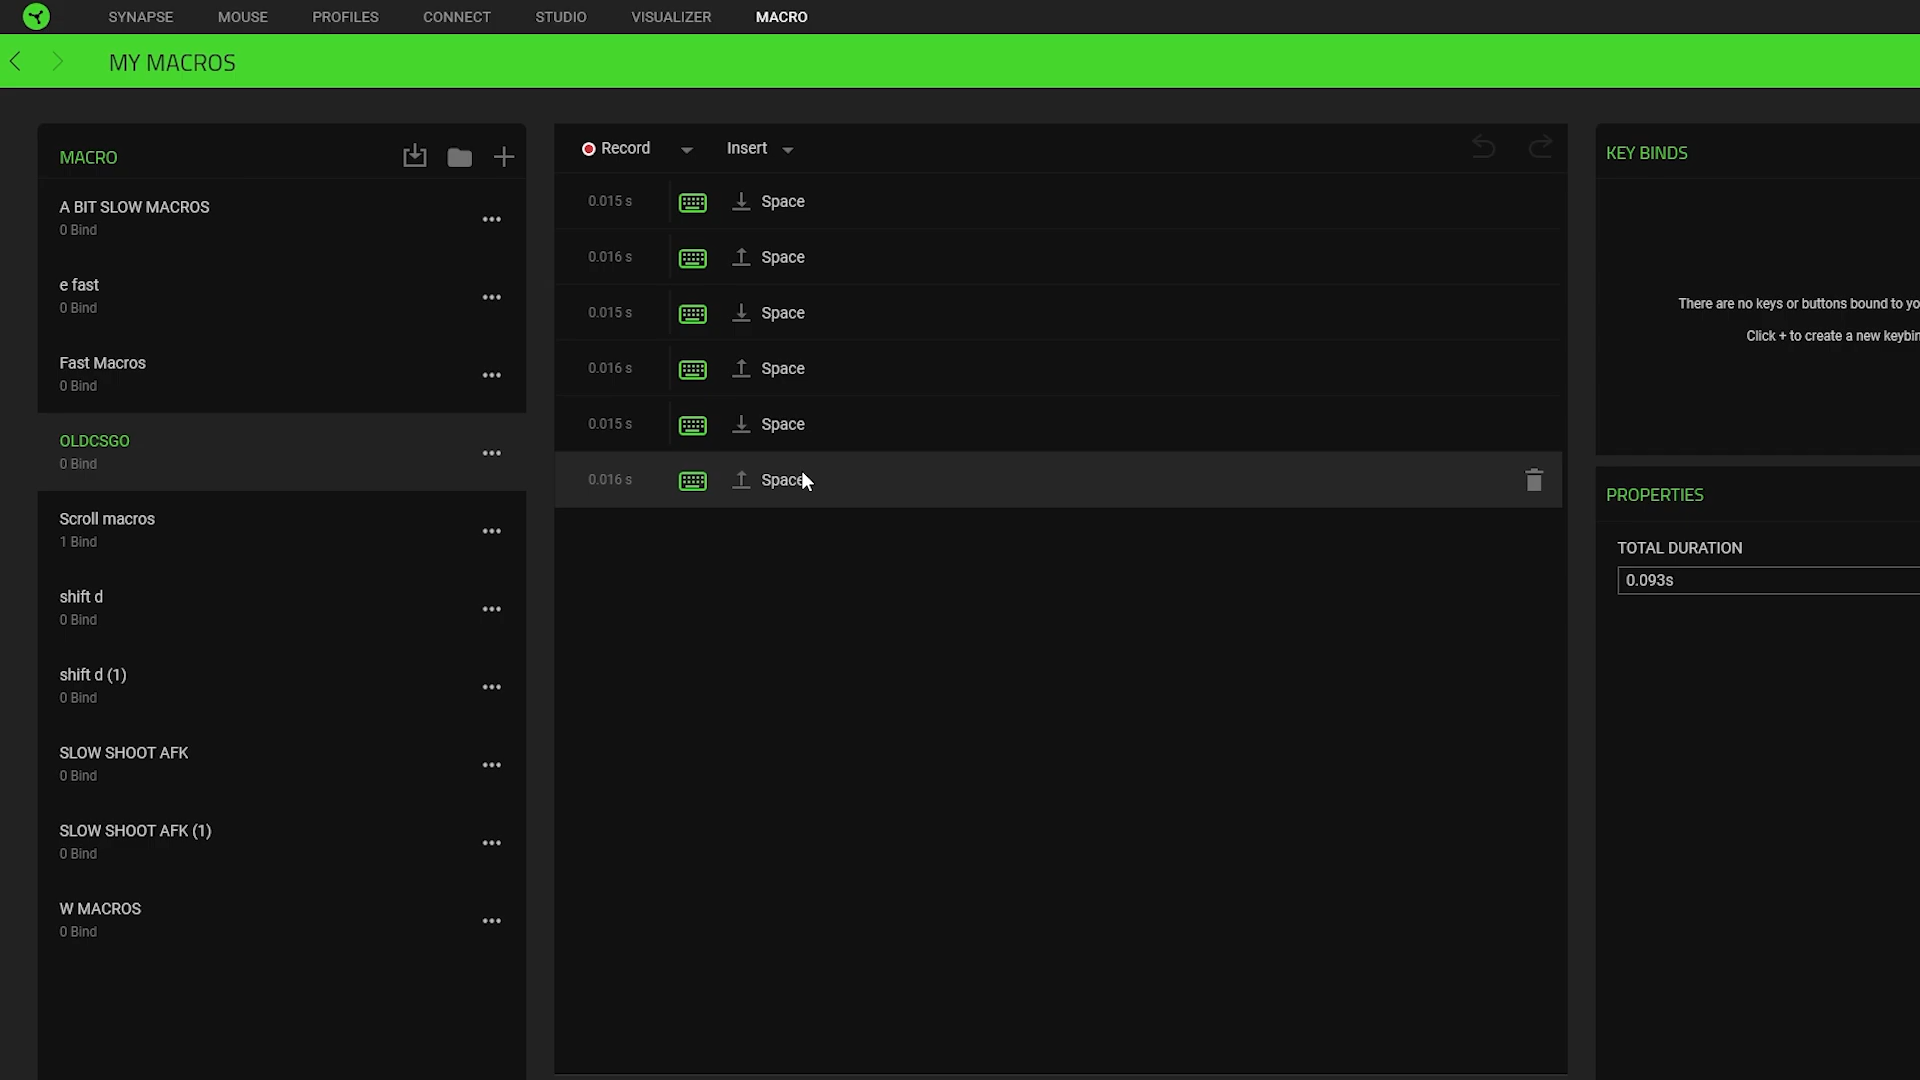 SYNAPSE MOUSE PROFILES CONNECT STUDIO VISUALIZER MACRO
MY MACROS
MACRO
A BIT SLOW MACROS
0 Bind
e fast
0 Bind
Fast Macros
0 Bind
OLDCSGO
0 Bind
Scroll macros
1 Bind
shift d
0 Bind
shift d (1)
0 Bind
SLOW SHOOT AFK
0 Bind
SLOW SHOOT AFK (1)
0 Bind
W MACROS
0 Bind
Record Insert
0.015 s Space
0.016 s Space
0.015 s Space
0.016 s Space
0.015 s Space
0.016 s Space
KEY BINDS
There are no keys or buttons bound to yo
Click + to create a new keybin
PROPERTIES
TOTAL DURATION
0.093s